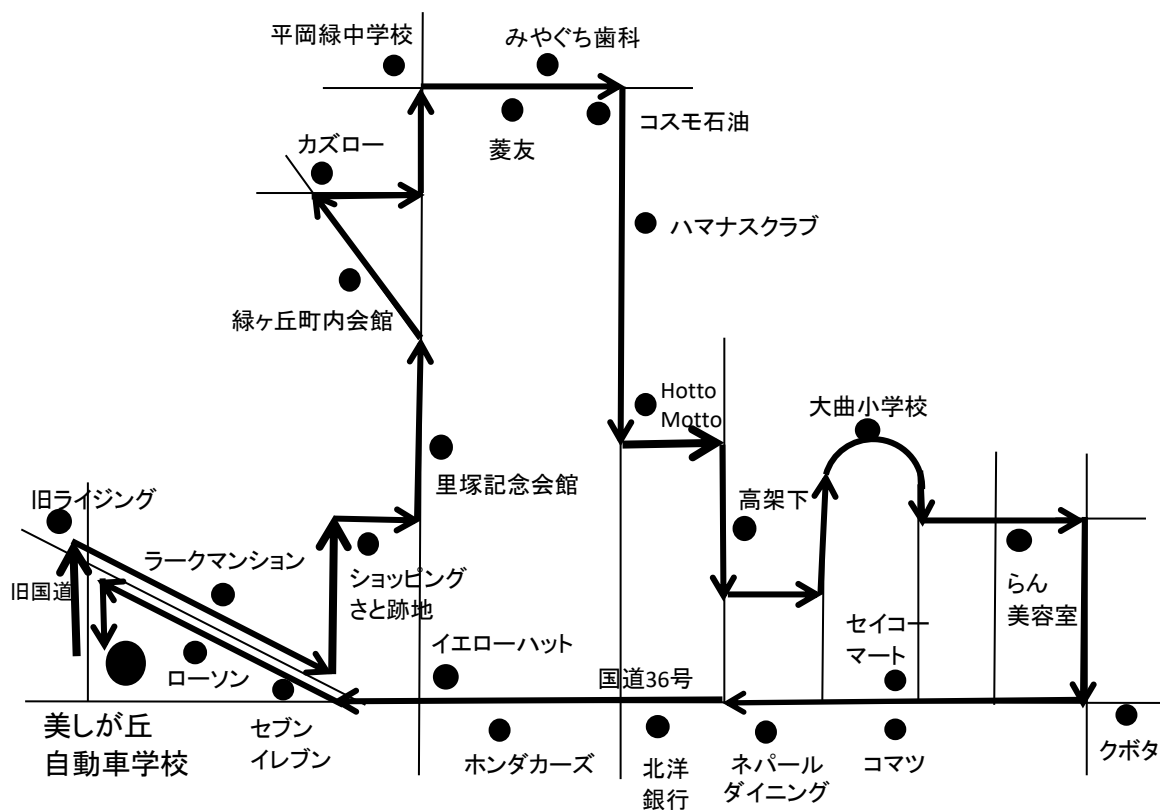 平岡緑中学校
みやぐち歯科
コスモ石油
菱友
カズロー
ハマナスクラブ
緑ヶ丘町内会館
Hotto
Motto
大曲小学校
里塚記念会館
旧ライジング
高架下
ラークマンション
ショッピング
さと跡地
旧国道
らん
美容室
セイコー
マート
イエローハット
国道36号
ローソン
美しが丘
自動車学校
セブン
イレブン
ホンダカーズ
北洋
銀行
ネパール
ダイニング
コマツ
クボタ